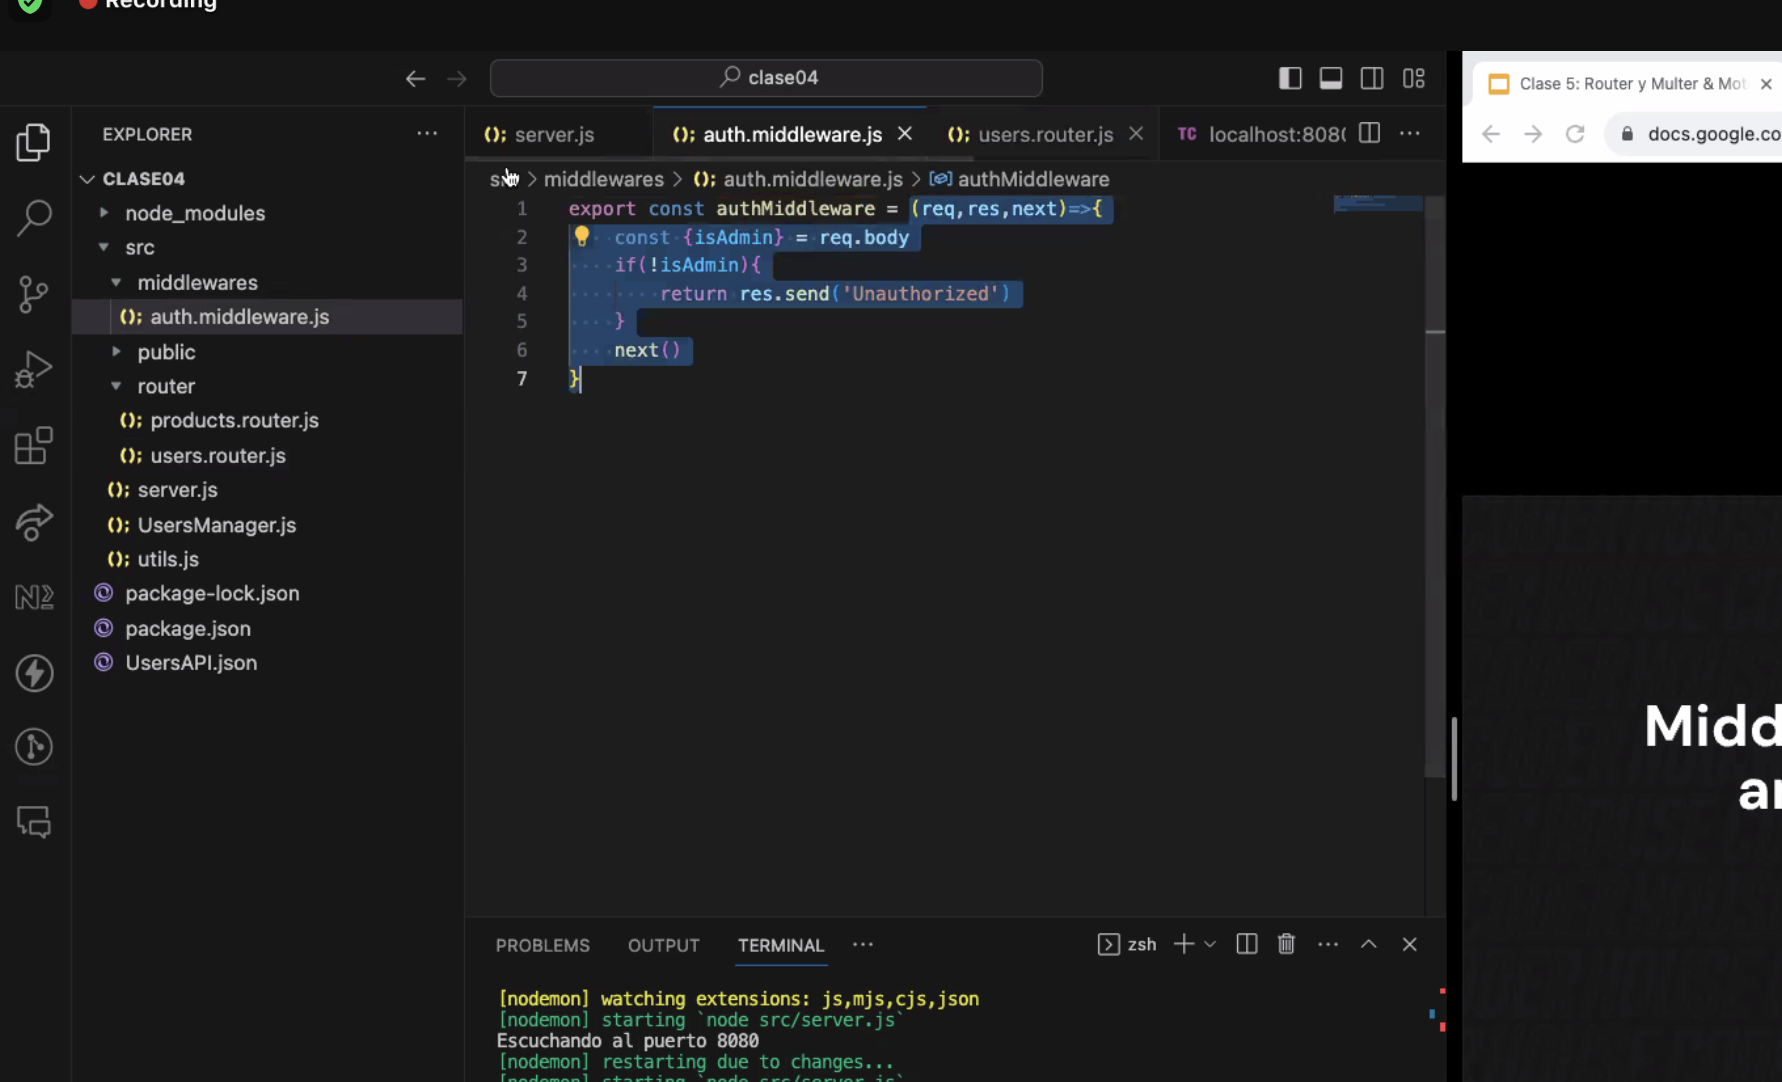 Recording
clase04
Clase 5: Router y Multer & Mot
docs.google.co
EXPLORER
server.js
auth.middleware.js
users.router.js
TC localhost:808
CLASE04
node_modules
src
middlewares
auth.middleware.js
public
router
products.router.js
users.router.js
server.js
UsersManager.js
utils.js
package-lock.json
package.json
UsersAPI.json
> middlewares > auth.middleware.js > authMiddleware
1 export const authMiddleware = (req,res,next)=>{
2 const {isAdmin} = req.body
3 if(!isAdmin){
4 return res.send('Unauthorized')
5 }
6 next()
7 }
Midd
PROBLEMS OUTPUT TERMINAL
zsh
[nodemon] watching extensions: js,mjs,cjs,json
[nodemon] starting `node src/server.js`
Escuchando al puerto 8080
[nodemon] restarting due to changes...
[nodemon] starting `node src/server.js`